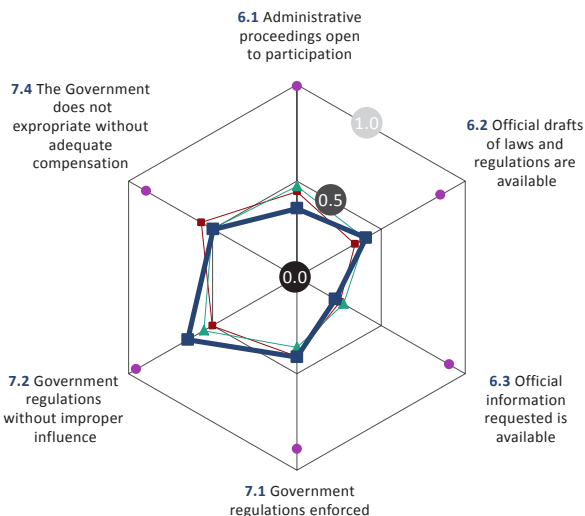 6.1 Administrative
proceedings open
to participation
7.4 The Government
does not
expropriate without
adequate
compensation
1.0
6.2 Official drafts
of laws and
regulations are
available
0.5
0.0
7.2 Government
regulations
without improper
influence
6.3 Official
information
requested is
available
7.1 Government
regulations enforced